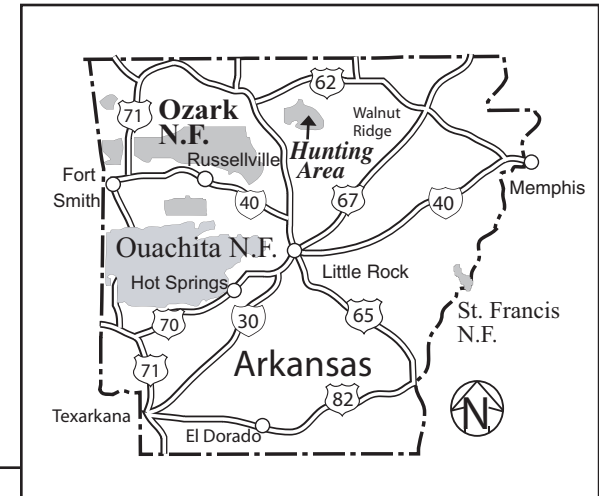 62
71
Ozark
N.F.
Walnut
Ridge
Hunting
Area
Russellville
Fort
Smith
Memphis
40
67
40
Ouachita N.F.
Little Rock
Hot Springs
St. Francis
N.F.
70
30
65
71
Arkansas
82
Texarkana
El Dorado
N